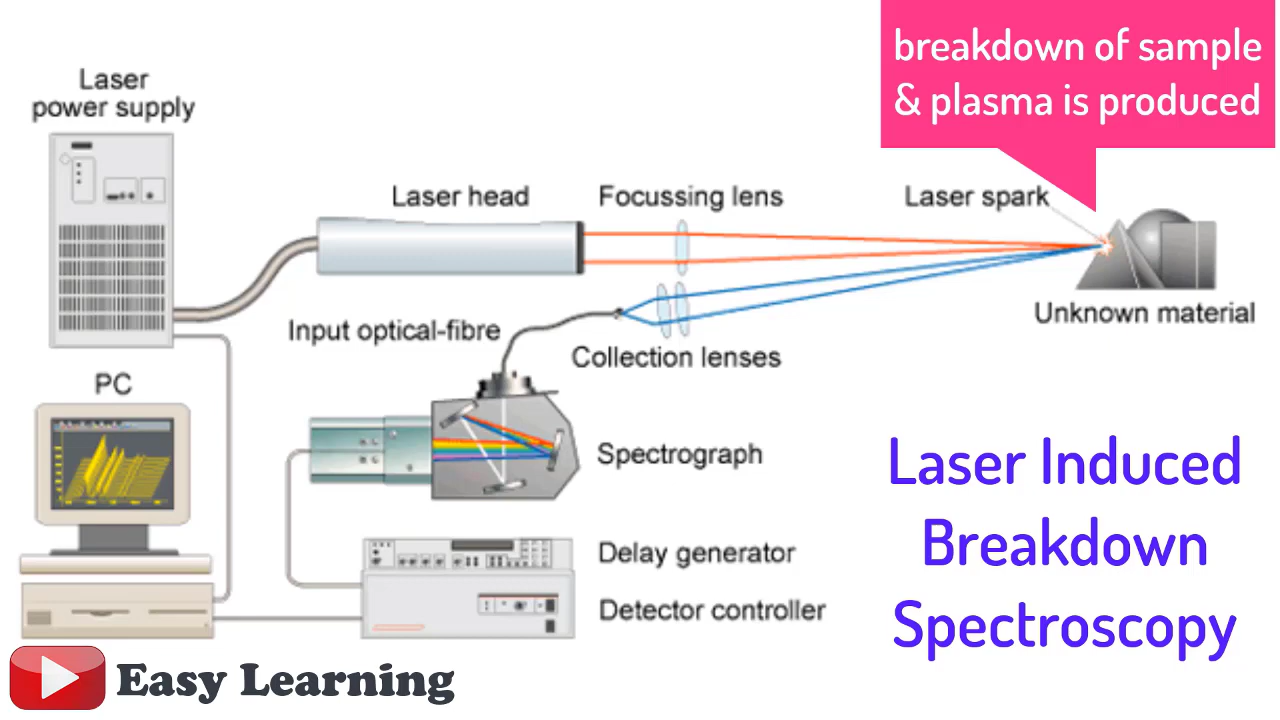 breakdown of sample
& plasma is produced
Laser
power supply
Laser head
Focussing lens
Laser spark
Unknown material
Input optical-fibre
Collection lenses
PC
Spectrograph
Laser Induced
Breakdown
Spectroscopy
Delay generator
Detector controller
Easy Learning